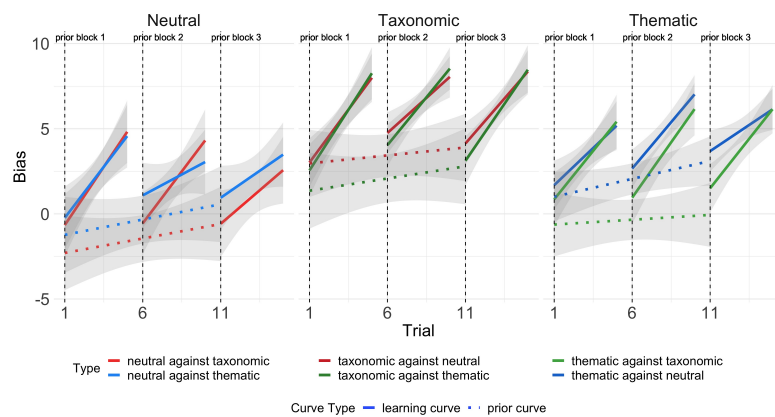 Neutral Taxonomic Thematic
prior block 1 prior block 2 prior block 3 prior block 1 prior block 2 prior block 3 prior block 1 prior block 2 prior block 3
10
5
0
-5
Bias
1 6 11 1 6 11 1 6 11
Trial
Type
neutral against taxonomic taxonomic against neutral thematic against taxonomic
neutral against thematic taxonomic against thematic thematic against neutral
Curve Type learning curve prior curve